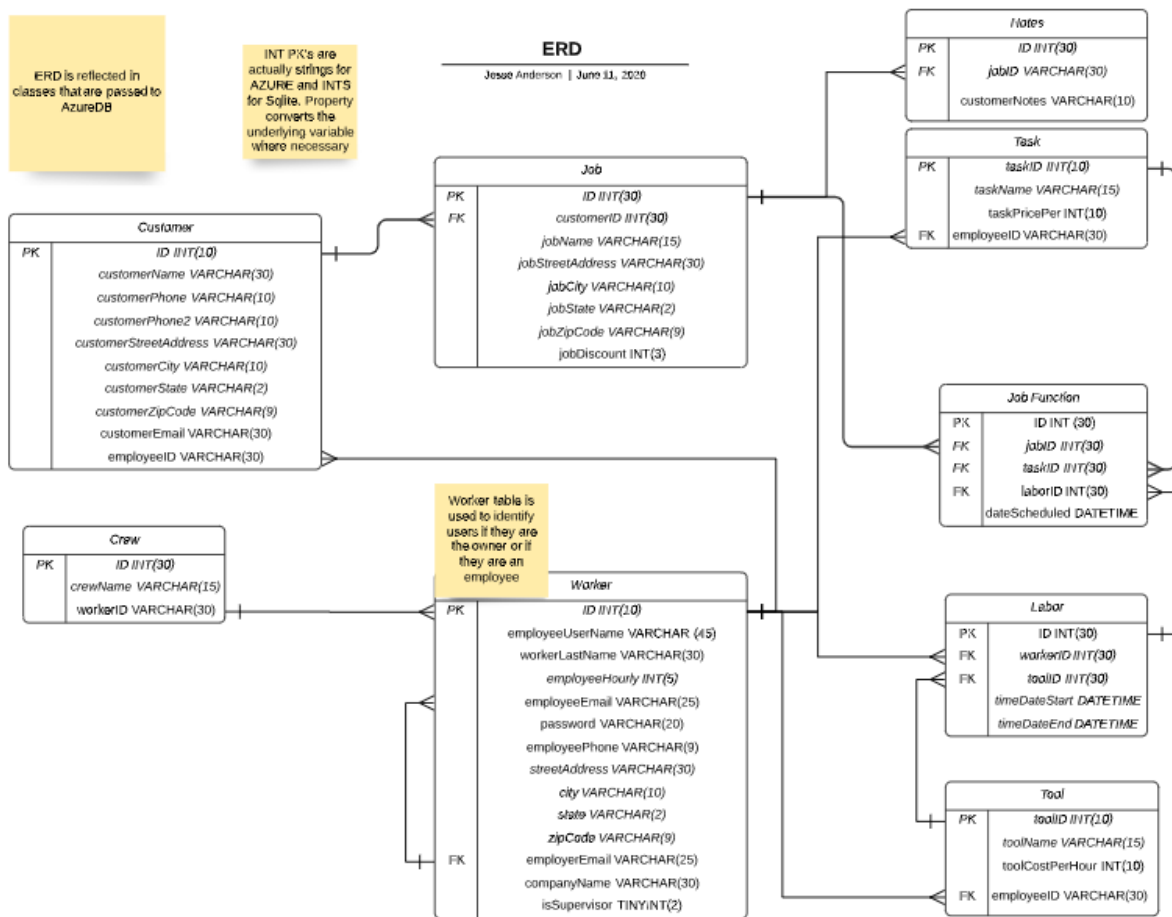 ERD is reflected in
classes that are passed to
AzureDB
INT PK's are
actually strings for
AZURE and INTS
for Sqlite. Property
converts the
underlying variable
where necessary
ERD
Jesse Anderson | June 11, 2020
Notes
PK ID INT(30)
FK jobID VARCHAR(30)
customerNotes VARCHAR(10)
Task
PK taskID INT(10)
taskName VARCHAR(15)
taskPricePer INT(10)
FK employeeID VARCHAR(30)
Job
PK ID INT(30)
FK customerID INT(30)
jobName VARCHAR(15)
jobStreetAddress VARCHAR(30)
jobCity VARCHAR(10)
jobState VARCHAR(2)
jobZipCode VARCHAR(9)
jobDiscount INT(3)
Customer
PK ID INT(10)
customerName VARCHAR(30)
customerPhone VARCHAR(10)
customerPhone2 VARCHAR(10)
customerStreetAddress VARCHAR(30)
customerCity VARCHAR(10)
customerState VARCHAR(2)
customerZipCode VARCHAR(9)
customerEmail VARCHAR(30)
employeeID VARCHAR(30)
Job Function
PK ID INT (30)
FK jobID INT(30)
FK taskID INT(30)
FK laborID INT(30)
dateScheduled DATETIME
Crew
PK ID INT(30)
crewName VARCHAR(15)
workerID VARCHAR(30)
Worker table is
used to identify
users if they are
the owner or if
they are an
employee
Worker
PK ID INT(10)
employeeUserName VARCHAR (45)
workerLastName VARCHAR(30)
employeeHourly INT(5)
employeeEmail VARCHAR(25)
password VARCHAR(20)
employeePhone VARCHAR(9)
streetAddress VARCHAR(30)
city VARCHAR(10)
state VARCHAR(2)
zipCode VARCHAR(9)
FK employerEmail VARCHAR(25)
companyName VARCHAR(30)
isSupervisor TINYINT(2)
Labor
PK ID INT(30)
FK workerID INT(30)
FK toolID INT(30)
timeDateStart DATETIME
timeDateEnd DATETIME
Tool
PK toolID INT(10)
toolName VARCHAR(15)
toolCostPerHour INT(10)
FK employeeID VARCHAR(30)